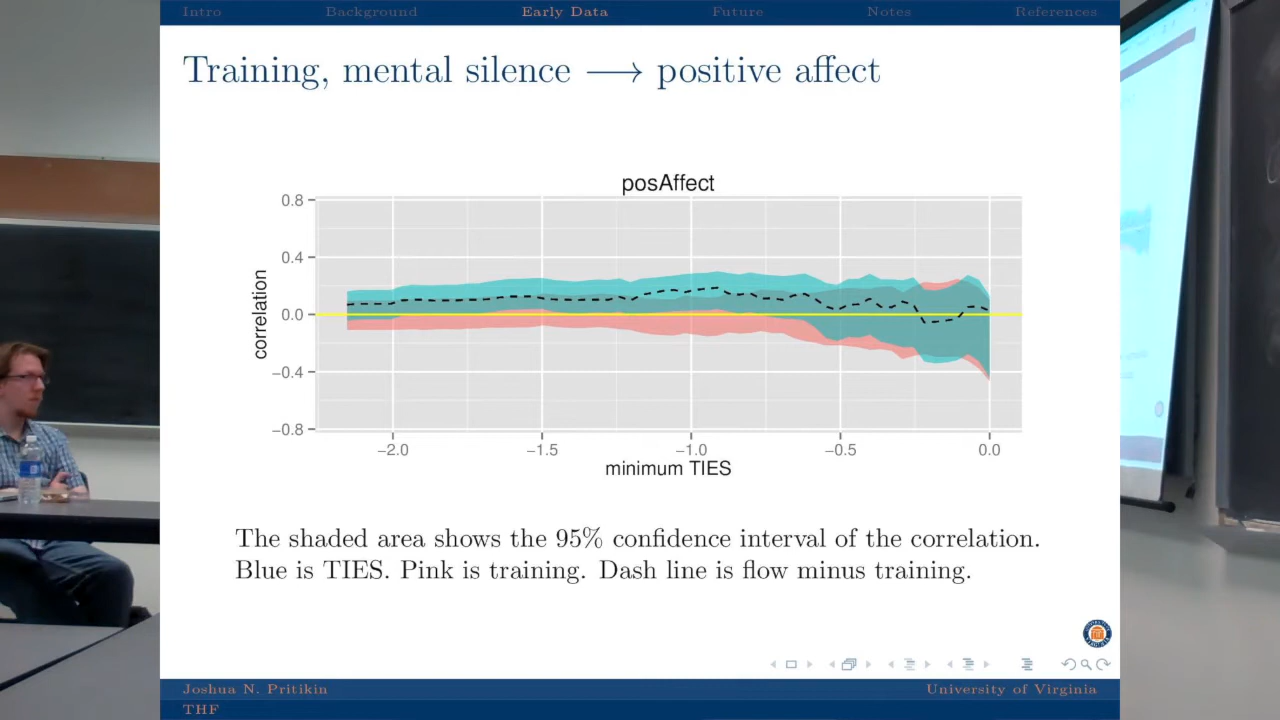 Intro Background Early Data Future Notes References
Training, mental silence ⟶ positive affect
posAffect
0.8
0.4
0.0
−0.4
−0.8
correlation
−2.0 −1.5 −1.0 −0.5 0.0
minimum TIES
The shaded area shows the 95% confidence interval of the correlation.
Blue is TIES. Pink is training. Dash line is flow minus training.
Joshua N. Pritikin University of Virginia
THF